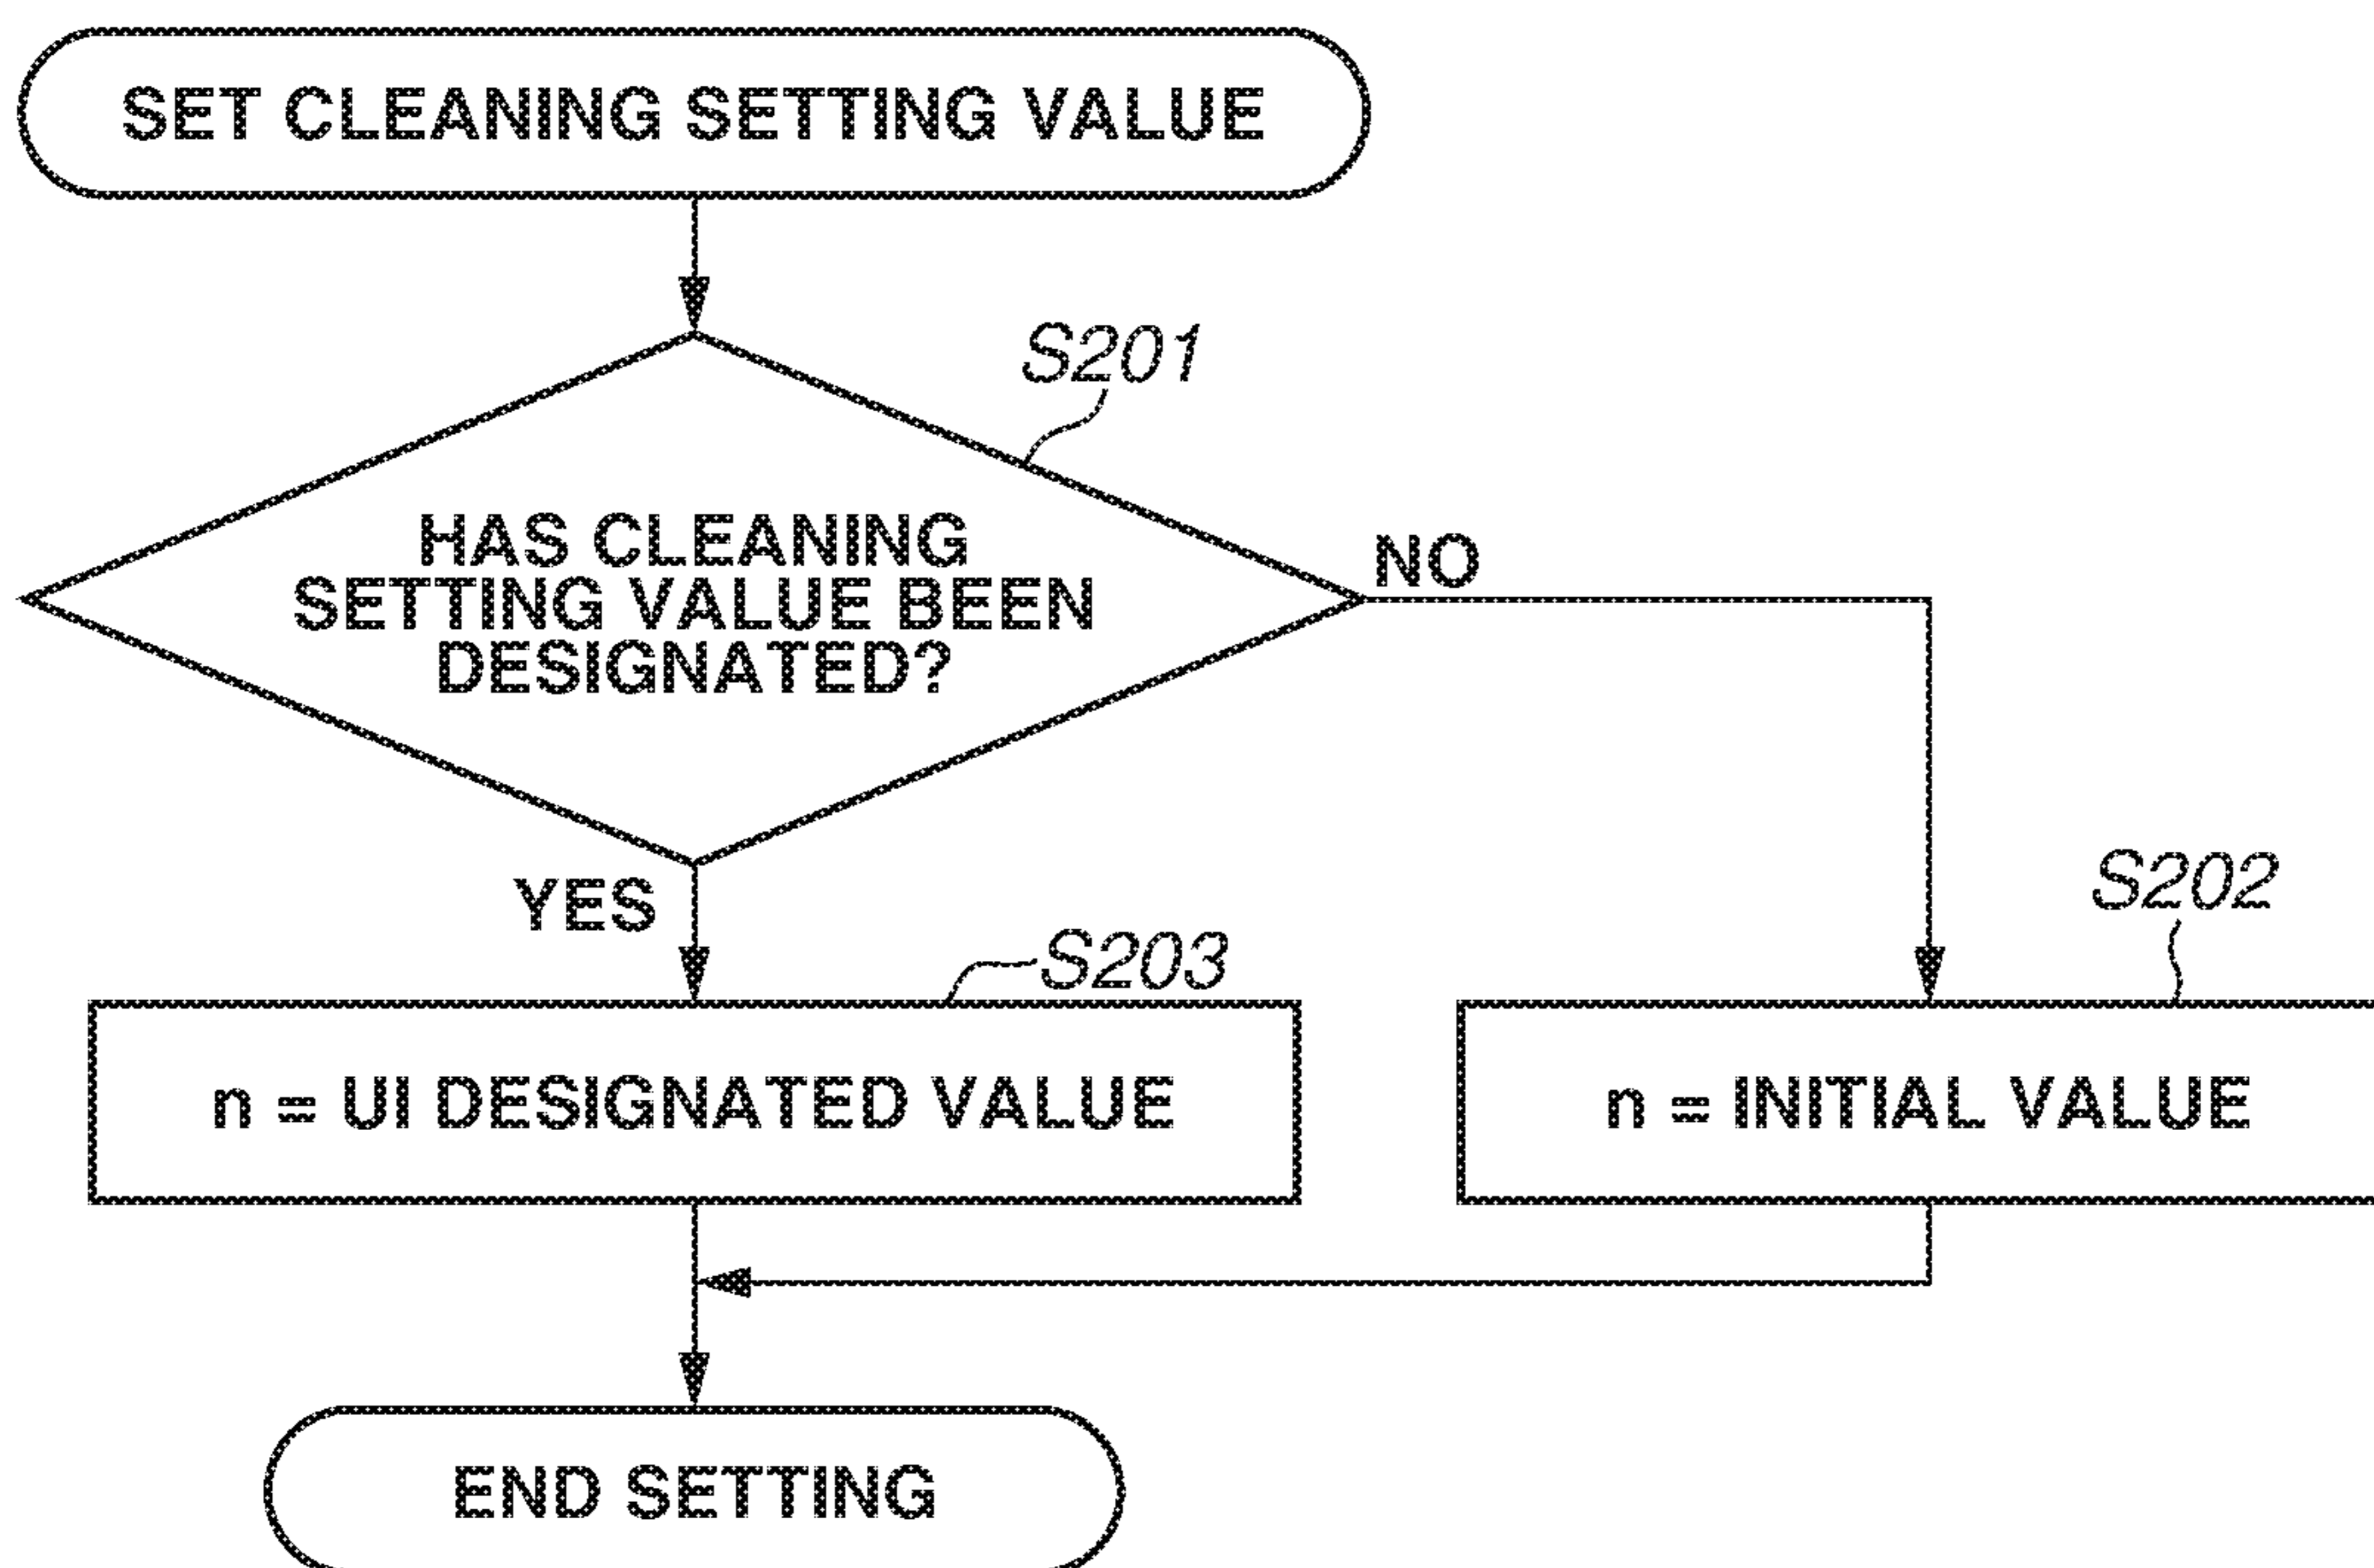 SET CLEANING SETTING VALUE
S201
HAS CLEANING
SETTING VALUE BEEN
DESIGNATED?
NO
YES
S202
S203
n = UI DESIGNATED VALUE
n = INITIAL VALUE
END SETTING